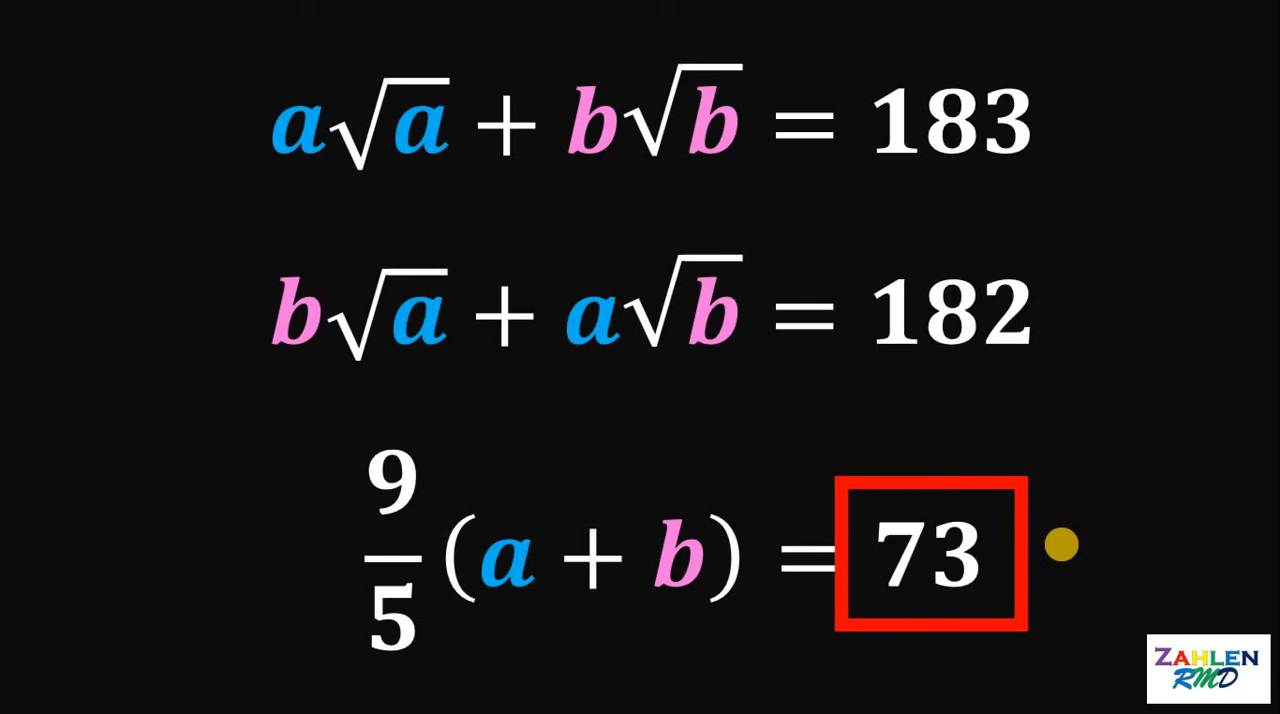 a√a + b√b = 183
b√a + a√b = 182
9/5 (a + b) = 73
ZAHLEN
RMD